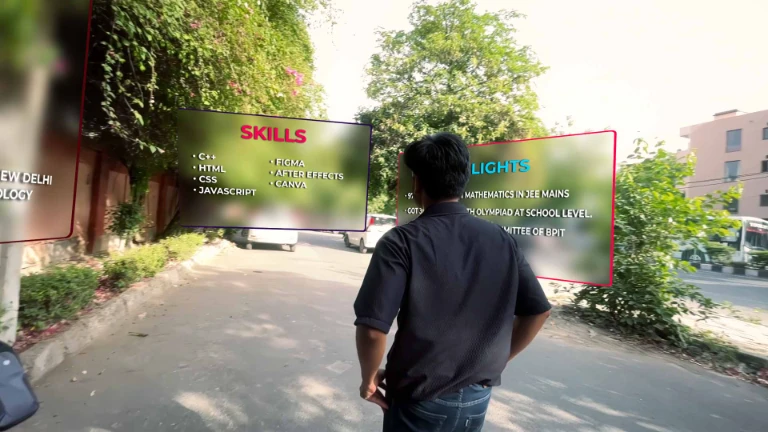 EW DELHI
OLOGY
SKILLS
• C++
• HTML
• CSS
• JAVASCRIPT
• FIGMA
• AFTER EFFECTS
• CANVA
LIGHTS
MATHEMATICS IN JEE MAINS
• GOT OLYMPIAD AT SCHOOL LEVEL.
MITTEE OF BPIT